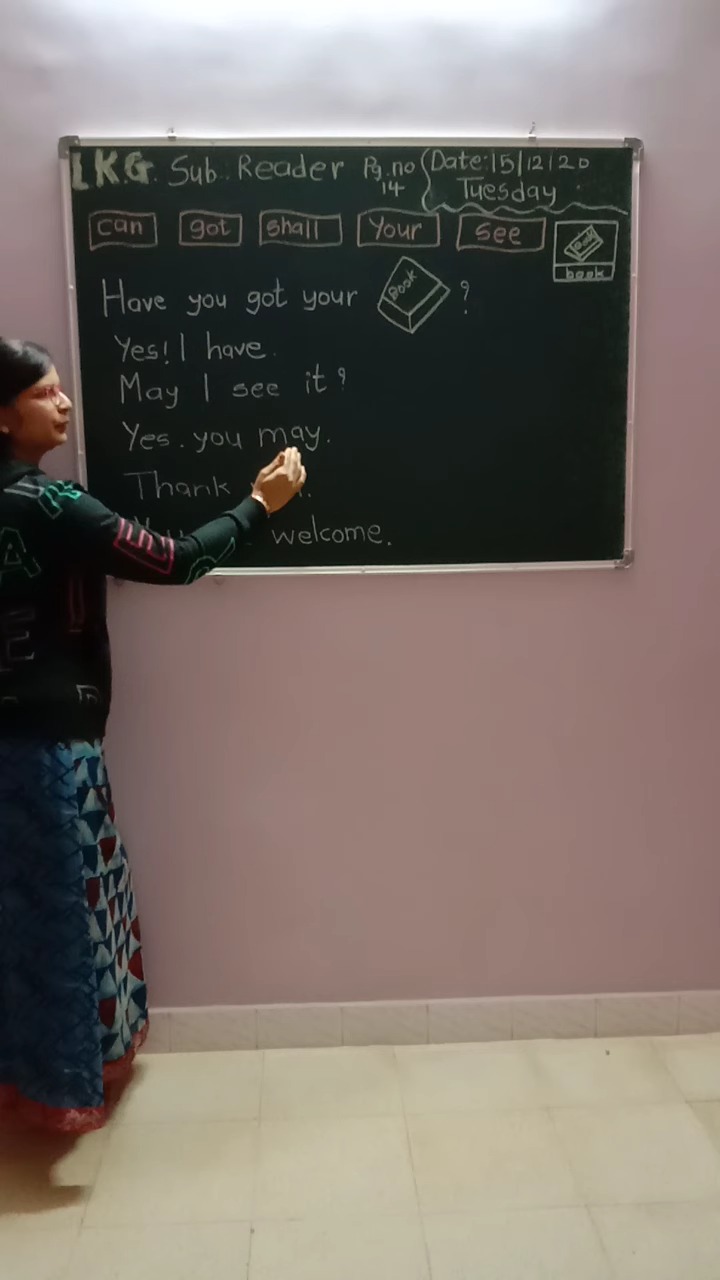 L.K.G. Sub: Reader Pg.no 14 Date:15/12/20
Tuesday
can got shall your see
Book
book
Have you got your Book ?
Yes! I have.
May I see it?
Yes. you may.
Thank
welcome.